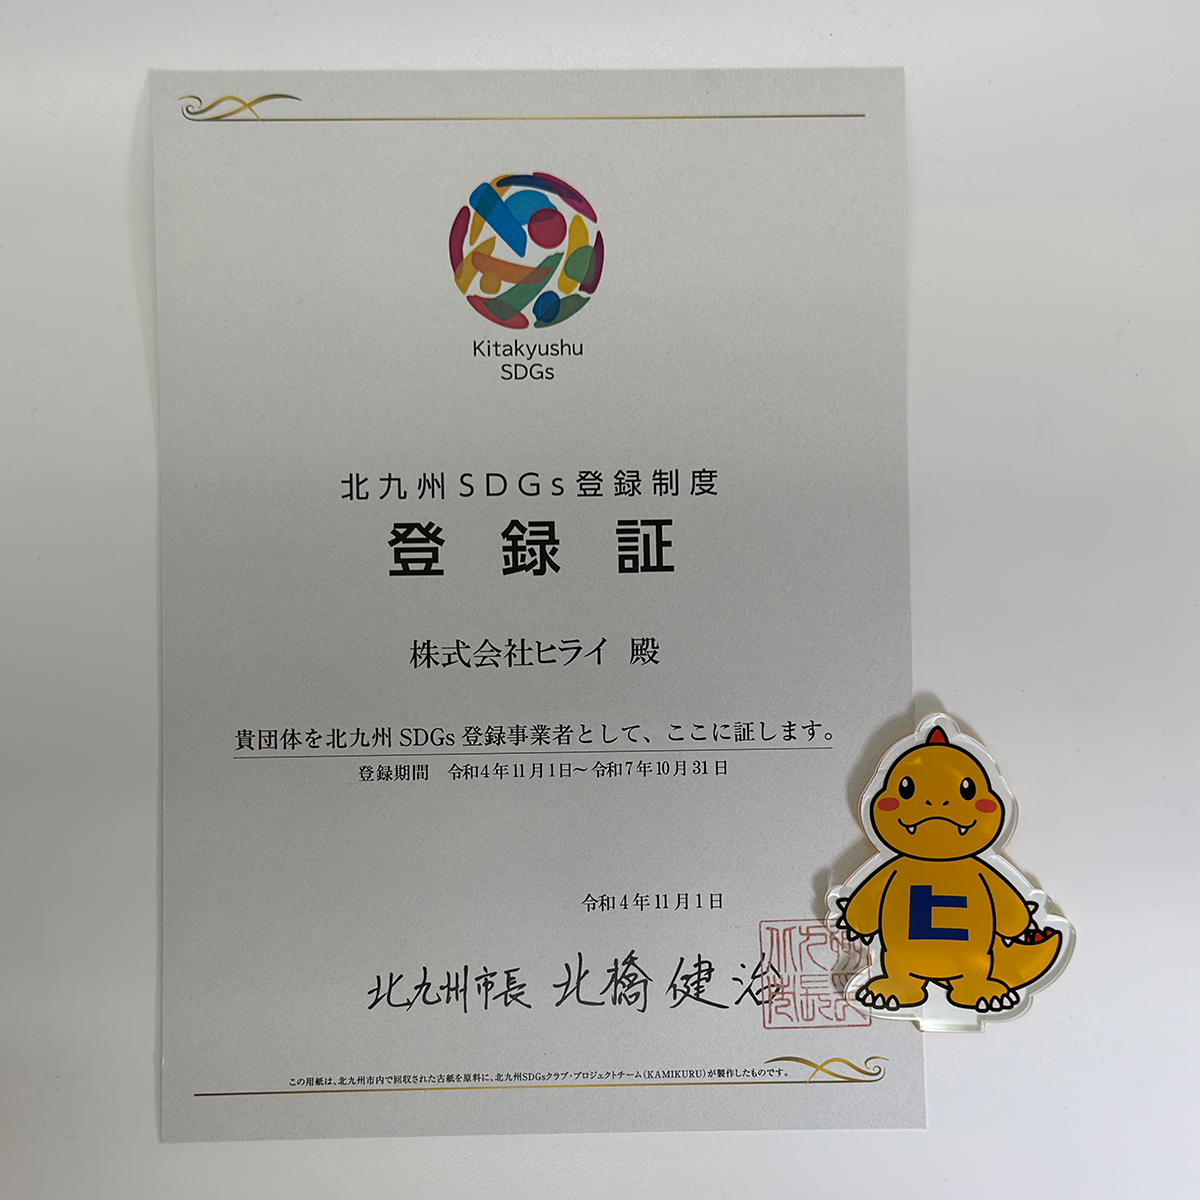 Kitakyushu
SDGs
北九州SDGs登録制度
登録証
株式会社ヒライ 殿
貴団体を北九州SDGs登録事業者として、ここに証します。
登録期間 令和4年11月1日～令和7年10月31日
令和4年11月1日
北九州市長 北橋健治
この用紙は、北九州市内で回収された古紙を原料に、北九州SDGsクラブ・プロジェクトチーム（KAMIKURU）が製作したものです。
ヒ